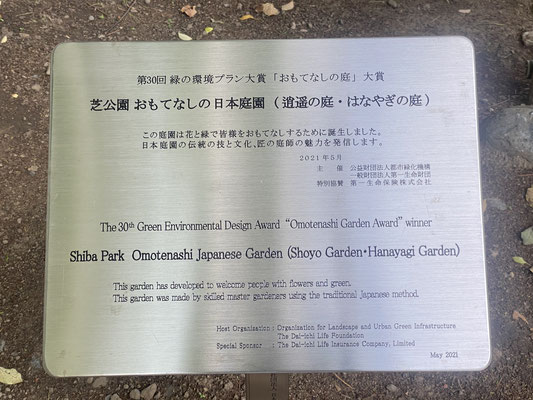 第30回 緑の環境プラン大賞「おもてなしの庭」大賞
芝公園 おもてなしの日本庭園（逍遥の庭・はなやぎの庭）
この庭園は花と緑で皆様をおもてなしするために誕生しました。
日本庭園の伝統の技と文化、匠の庭師の魅力を発信します。
2021年5月
主 催 公益財団法人都市緑化機構
一般財団法人第一生命財団
特別協賛 第一生命保険株式会社
The 30th Green Environmental Design Award “Omotenashi Garden Award” winner
Shiba Park Omotenashi Japanese Garden (Shoyo Garden・Hanayagi Garden)
This garden has developed to welcome people with flowers and green.
This garden was made by skilled master gardeners using the traditional Japanese method.
Host Organisation : Organisation for Landscape and Urban Green Infrastructure
The Dai-ichi Life Foundation
Special Sponsor : The Dai-ichi Life Insurance Company, Limited
May 2021